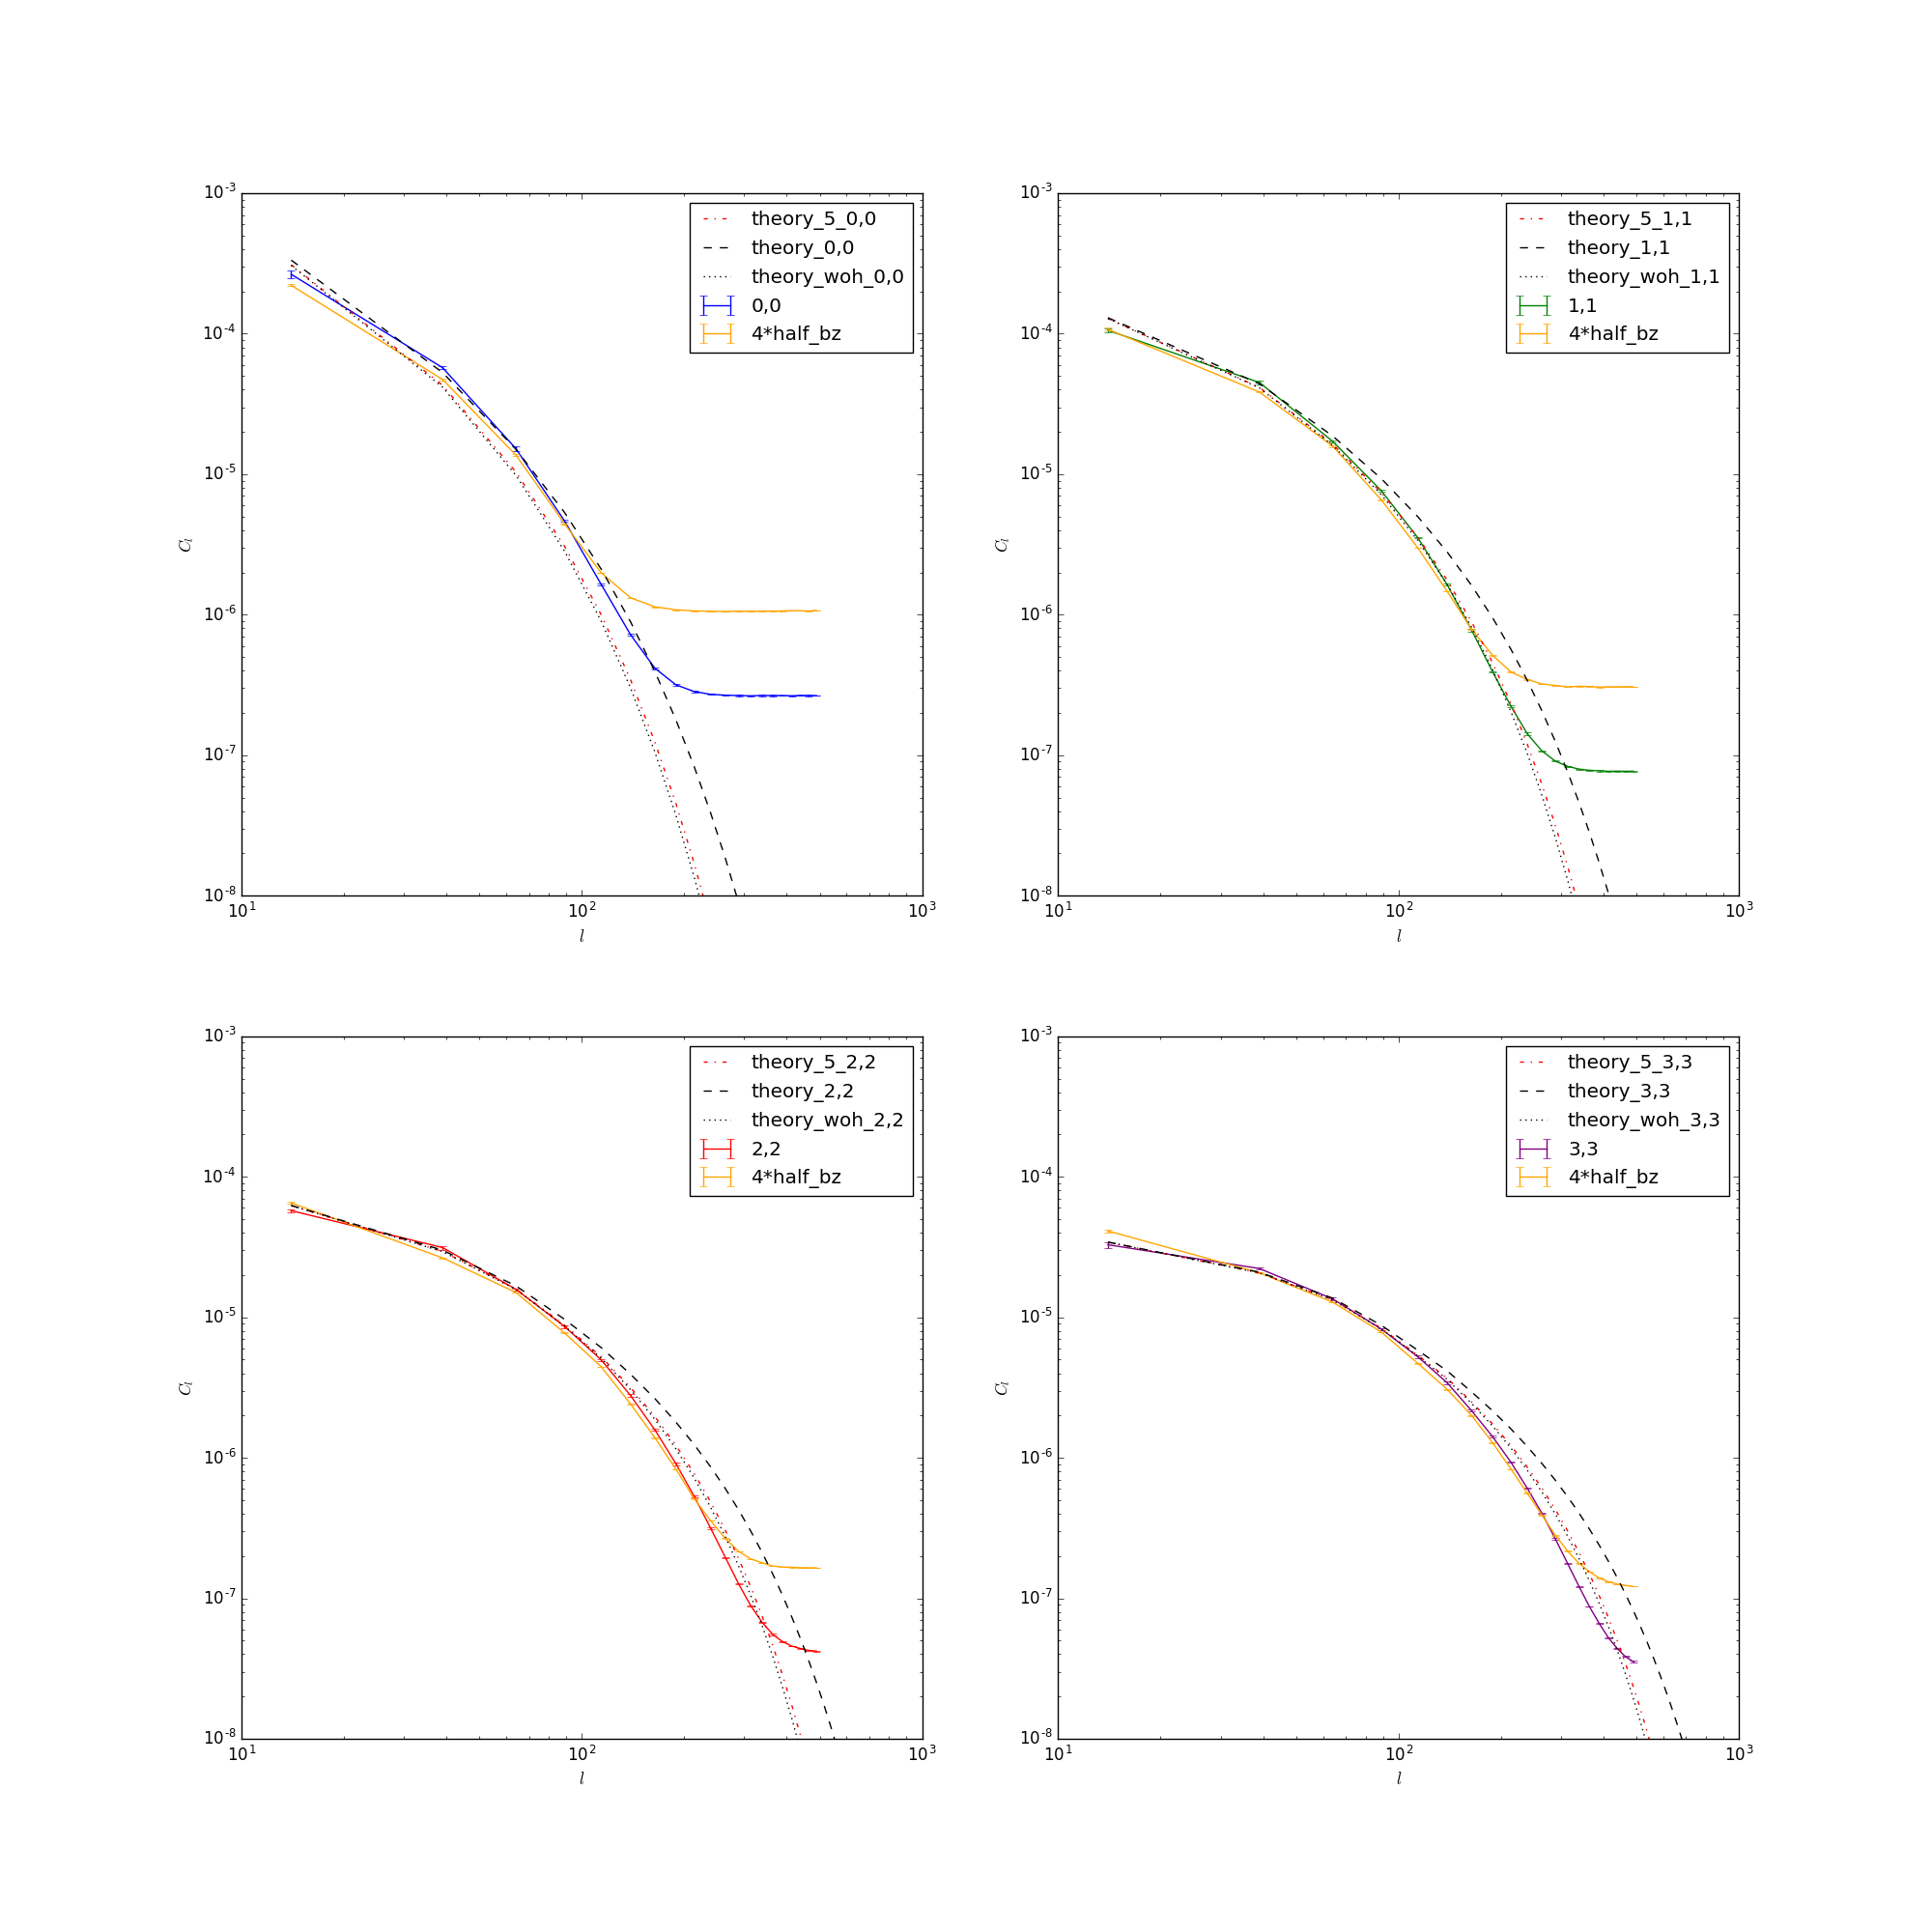 10^-3
10^-4
10^-5
10^-6
10^-7
10^-8
C_l
10^1
10^2
10^3
l
theory_5_0,0
theory_0,0
theory_woh_0,0
0,0
4*half_bz
10^-3
10^-4
10^-5
10^-6
10^-7
10^-8
C_l
10^1
10^2
10^3
l
theory_5_1,1
theory_1,1
theory_woh_1,1
1,1
4*half_bz
10^-3
10^-4
10^-5
10^-6
10^-7
10^-8
C_l
10^1
10^2
10^3
l
theory_5_2,2
theory_2,2
theory_woh_2,2
2,2
4*half_bz
10^-3
10^-4
10^-5
10^-6
10^-7
10^-8
C_l
10^1
10^2
10^3
l
theory_5_3,3
theory_3,3
theory_woh_3,3
3,3
4*half_bz